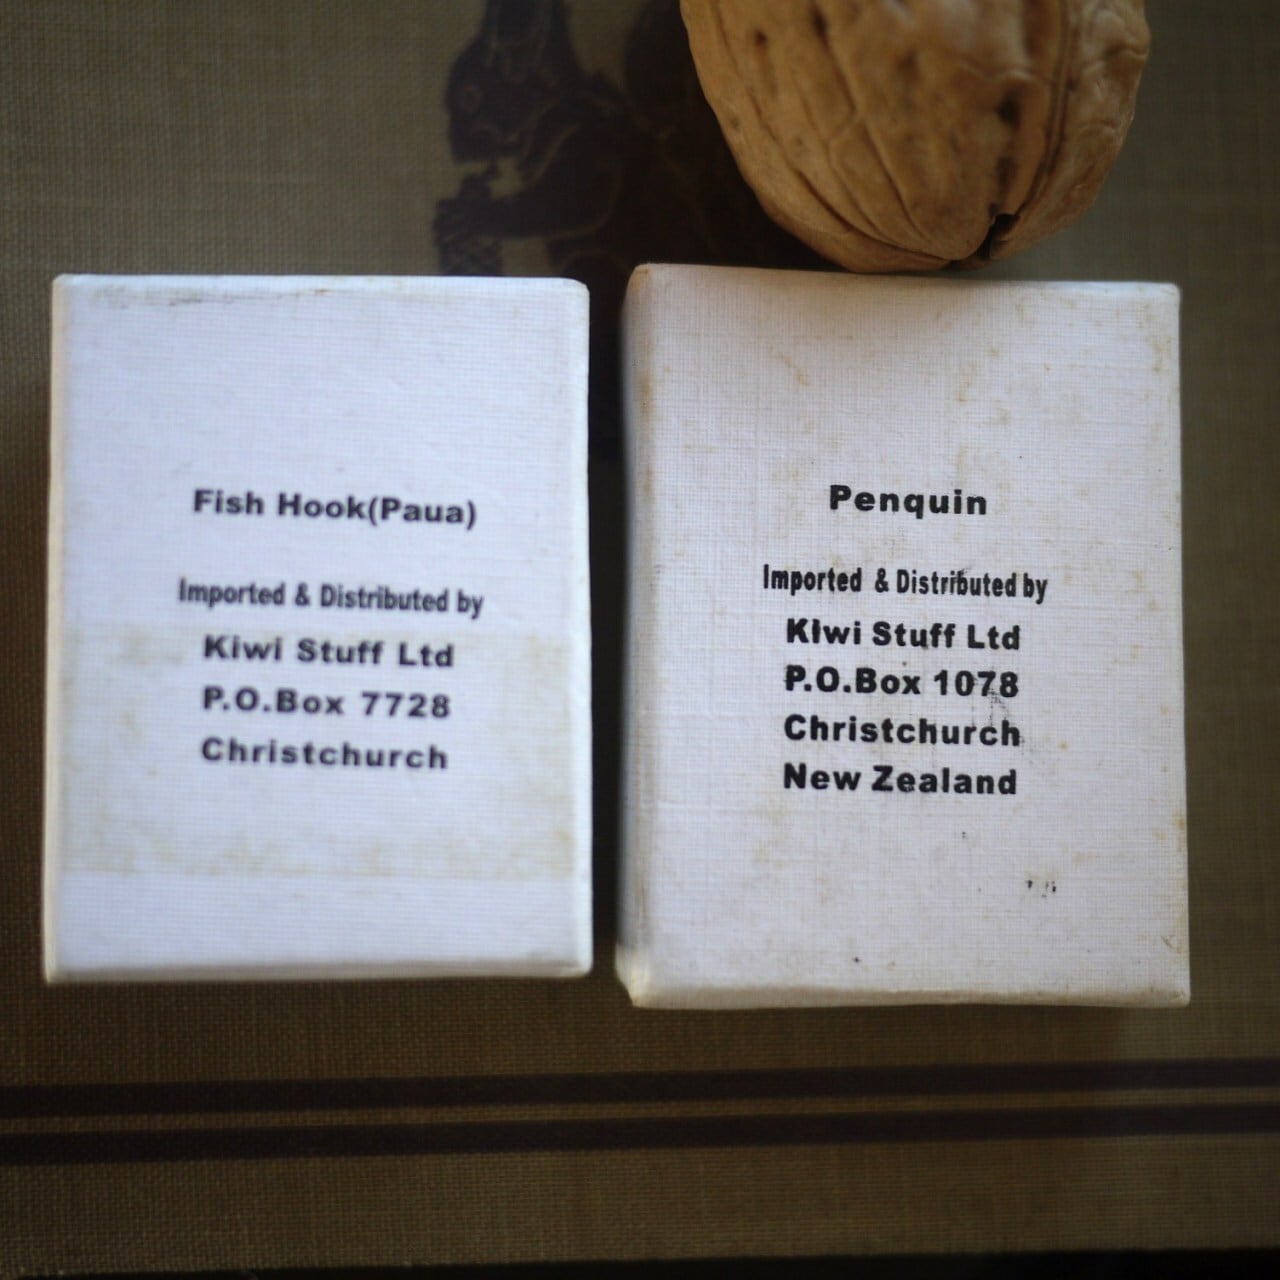 Fish Hook(Paua)
Imported & Distributed by
Kiwi Stuff Ltd
P.O.Box 7728
Christchurch
Penquin
Imported & Distributed by
Kiwi Stuff Ltd
P.O.Box 1078
Christchurch
New Zealand